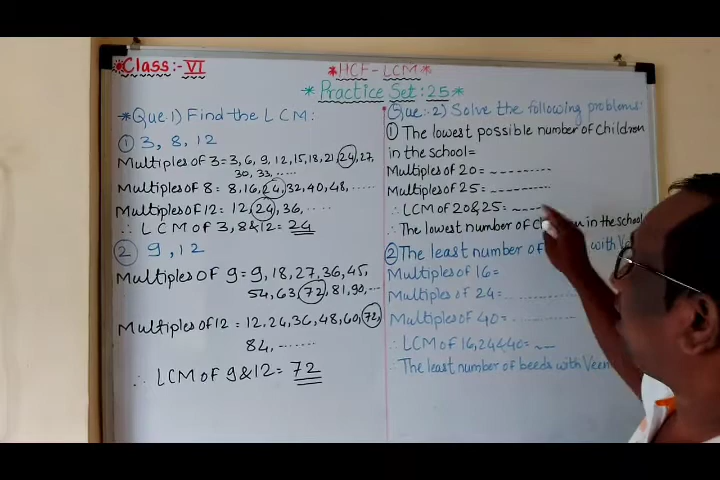 *Class:- VI
*HCF-LCM*
*Practice Set:25*
*Que:1) Find the LCM:
① 3, 8, 12
Multiples of 3 = 3, 6, 9, 12, 15, 18, 21, 24, 27,
30, 33, .....
Multiples of 8 = 8, 16, 24, 32, 40, 48, .....
Multiples of 12 = 12, 24, 36, .....
∴ LCM of 3, 8 & 12 = 24
② 9, 12
Multiples of 9 = 9, 18, 27, 36, 45,
54, 63, 72, 81, 90, ...
Multiples of 12 = 12, 24, 36, 48, 60, 72,
84, .......
∴ LCM of 9 & 12 = 72
Que:-2) Solve the following problems:
① The lowest possible number of children
in the school=
Multiples of 20= ----------
Multiples of 25= ----------
∴ LCM of 20&25= -----
∴ The lowest number of in the school
② The least number of with
Multiples of 16=
Multiples of 24= ..............
Multiples of 40= ..............
∴ LCM of 16, 24 & 40= ---
∴ The least number of beeds with